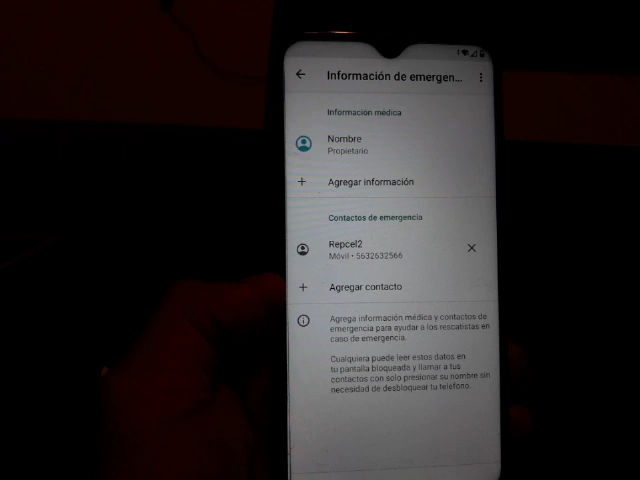 Información de emergen...
Información médica
Nombre
Propietario
Agregar información
Contactos de emergencia
Repcel2
Móvil • 5632632566
Agregar contacto
Agrega información médica y contactos de
emergencia para ayudar a los rescatistas en
caso de emergencia.
Cualquiera puede leer estos datos en
tu pantalla bloqueada y llamar a tus
contactos con solo presionar su nombre sin
necesidad de desbloquear tu teléfono.